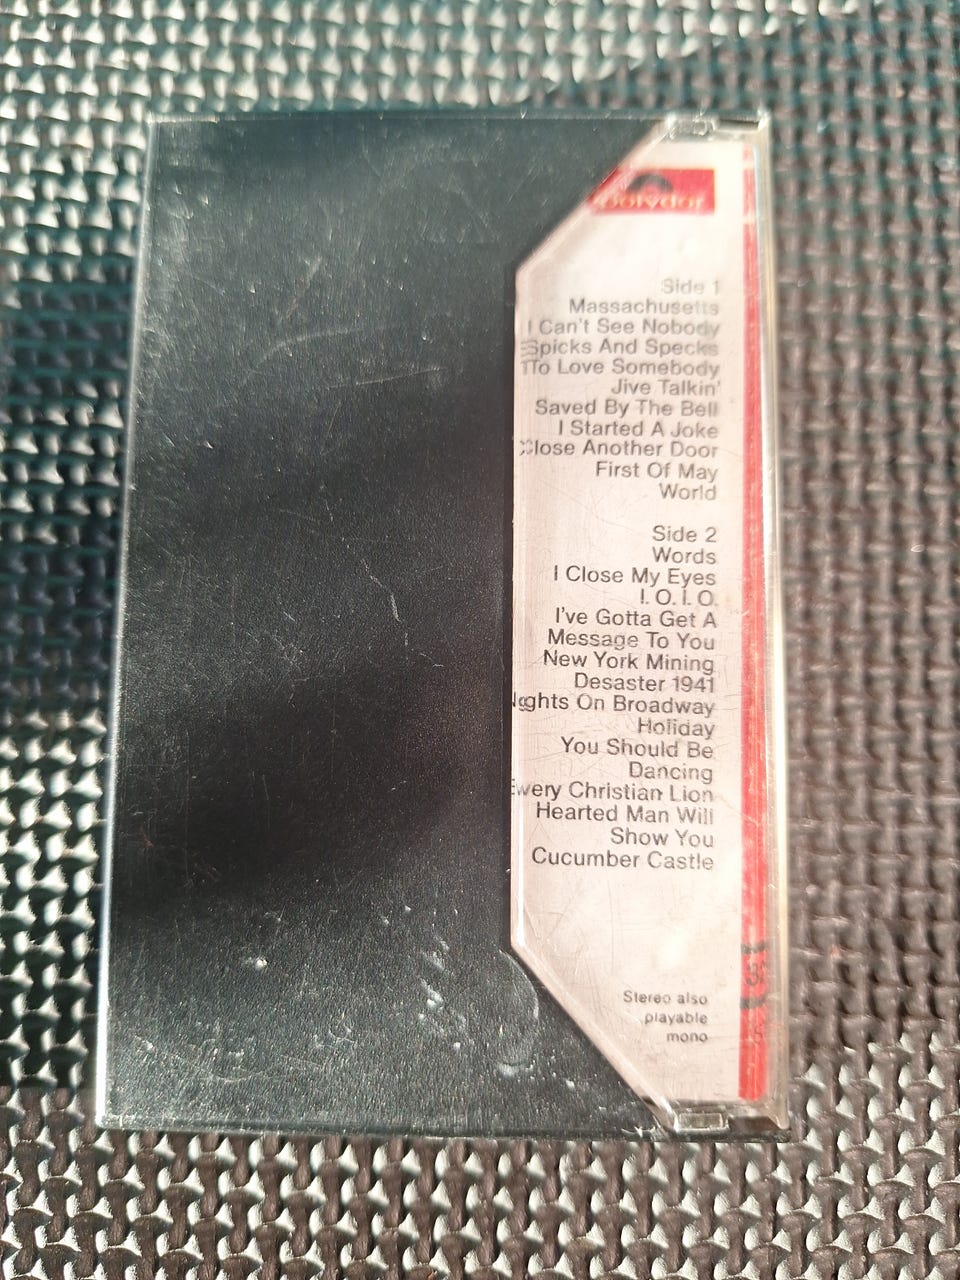 polydor
Side 1
Massachusetts
I Can't See Nobody
Spicks And Specks
To Love Somebody
Jive Talkin'
Saved By The Bell
I Started A Joke
Close Another Door
First Of May
World
Side 2
Words
I Close My Eyes
I. O. I. O.
I've Gotta Get A
Message To You
New York Mining
Desaster 1941
Nights On Broadway
Holiday
You Should Be
Dancing
Every Christian Lion
Hearted Man Will
Show You
Cucumber Castle
Stereo also
playable
mono